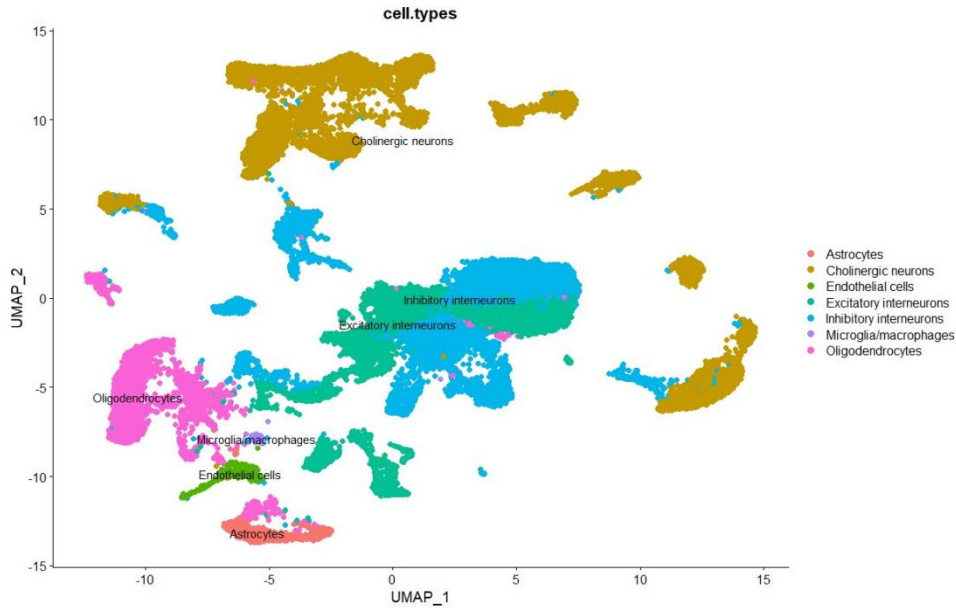 cell.types
15
10
5
0
-5
-10
-15
UMAP_2
-10
-5
0
5
10
15
UMAP_1
Cholinergic neurons
Inhibitory interneurons
Excitatory interneurons
Oligodendrocytes
Microglia/macrophages
Endothelial cells
Astrocytes
Astrocytes
Cholinergic neurons
Endothelial cells
Excitatory interneurons
Inhibitory interneurons
Microglia/macrophages
Oligodendrocytes